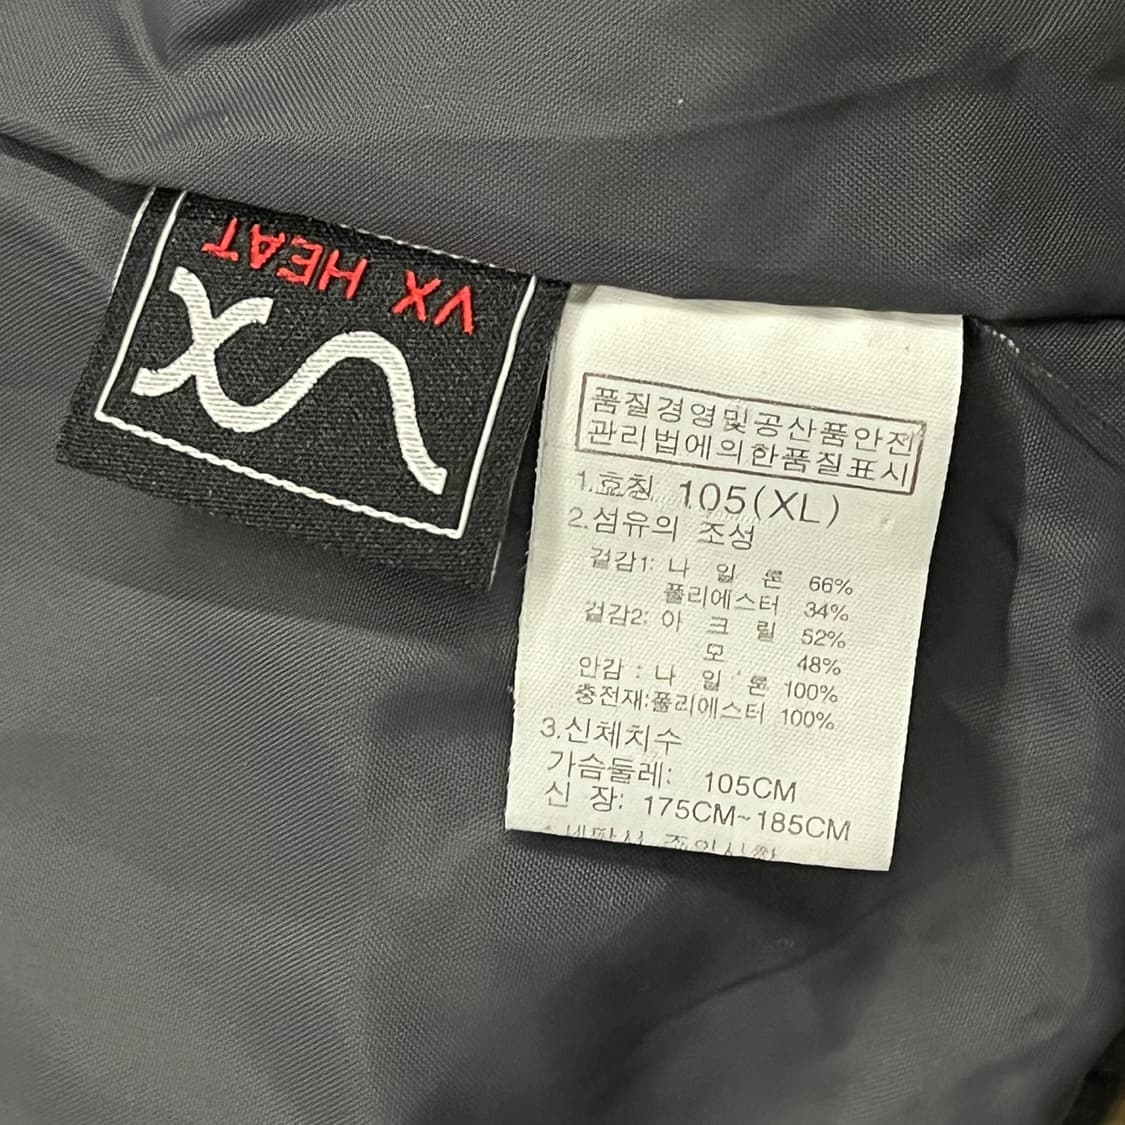 VX HEAT
VX
품질경영및공산품안전
관리법에의한품질표시
1.호칭 105(XL)
2.섬유의 조성
겉감1: 나 일 론 66%
폴리에스터 34%
겉감2: 아 크 릴 52%
모 48%
안감 : 나 일 론 100%
충전재:폴리에스터 100%
3.신체치수
가슴둘레: 105CM
신 장: 175CM~185CM